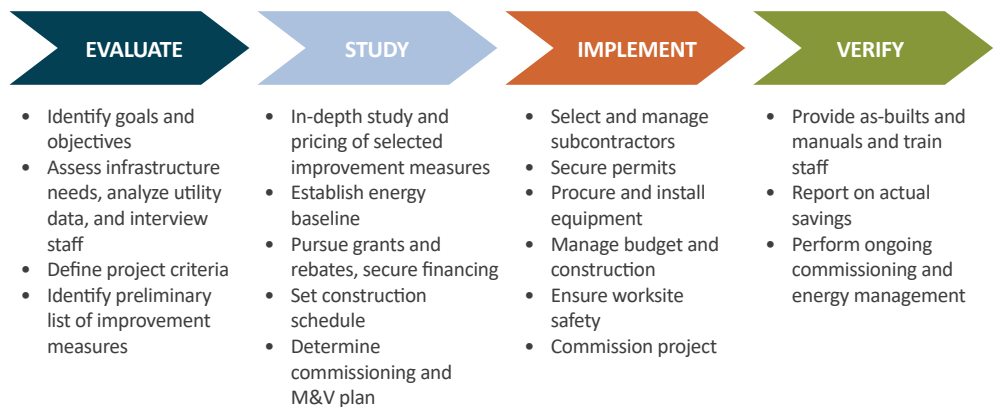 EVALUATE
• Identify goals and
objectives
• Assess infrastructure
needs, analyze utility
data, and interview
staff
• Define project criteria
• Identify preliminary
list of improvement
measures
STUDY
• In-depth study and
pricing of selected
improvement measures
• Establish energy
baseline
• Pursue grants and
rebates, secure financing
• Set construction
schedule
• Determine
commissioning and
M&V plan
IMPLEMENT
• Select and manage
subcontractors
• Secure permits
• Procure and install
equipment
• Manage budget and
construction
• Ensure worksite
safety
• Commission project
VERIFY
• Provide as-builts and
manuals and train
staff
• Report on actual
savings
• Perform ongoing
commissioning and
energy management